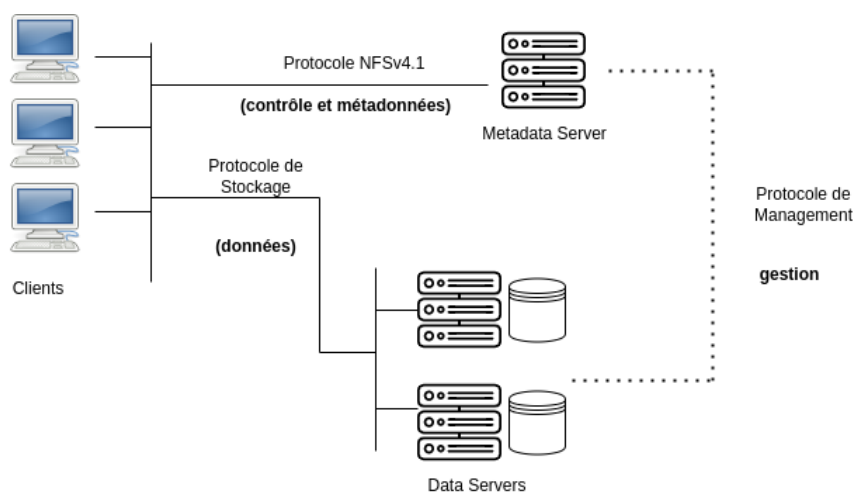 Protocole NFSv4.1
(contrôle et métadonnées)
Metadata Server
Protocole de
Stockage
(données)
Protocole de
Management
gestion
Clients
Data Servers